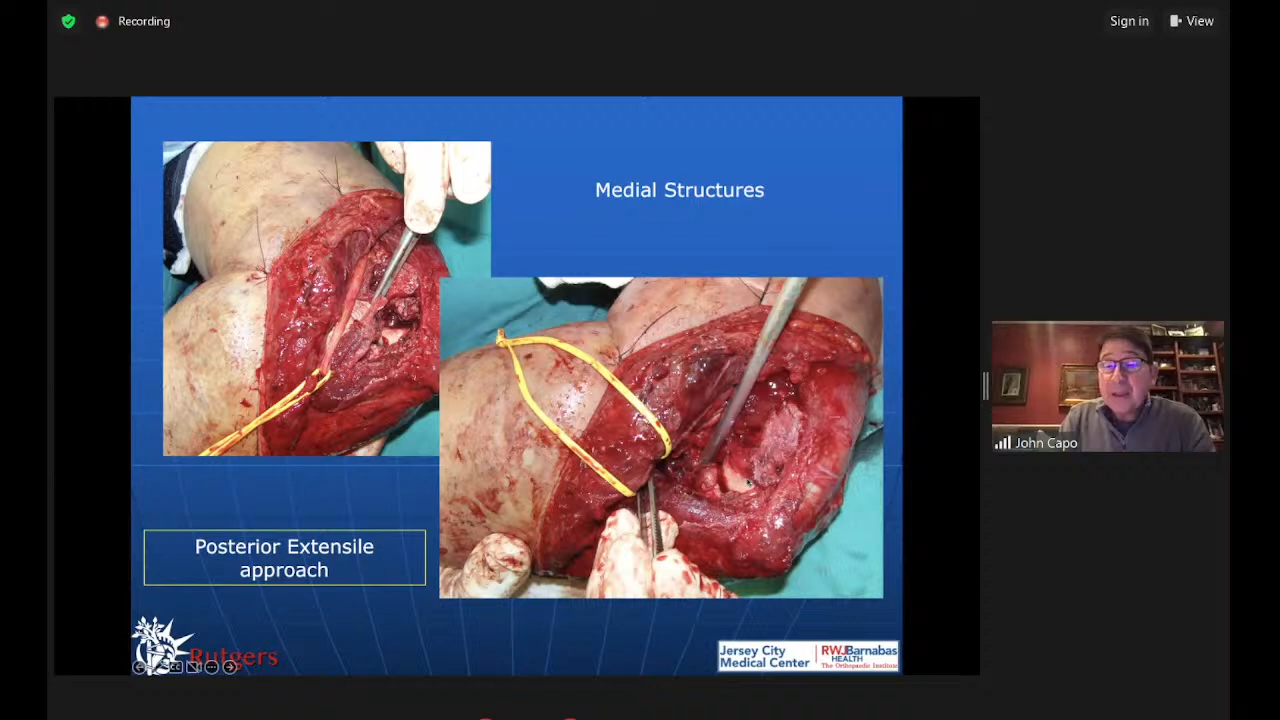 Recording
Sign in
View
Medial Structures
Posterior Extensile
approach
Rutgers
Jersey City
Medical Center
RWJBarnabas
HEALTH
The Orthopaedic Institute
John Capo